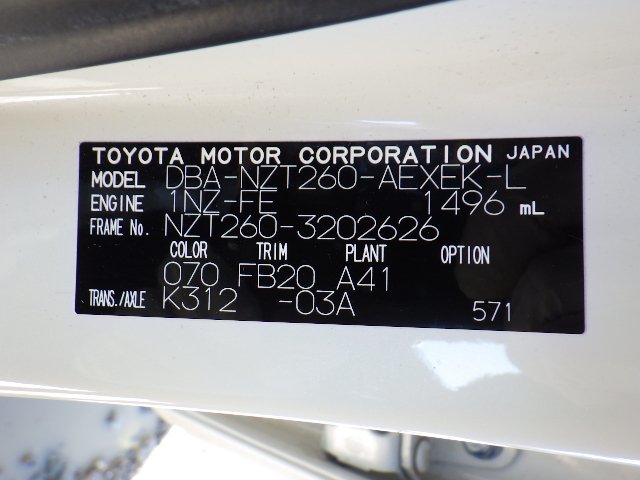 TOYOTA MOTOR CORPORATION JAPAN
MODEL DBA-NZT260-AEXEK-L
ENGINE 1NZ-FE 1496 mL
FRAME No. NZT260-3202626
COLOR TRIM PLANT OPTION
070 FB20 A41
TRANS./AXLE K312 -03A 571